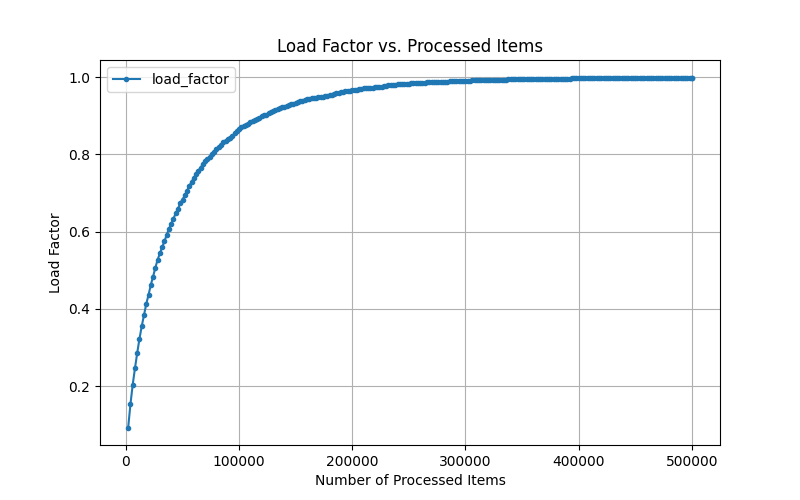 Load Factor vs. Processed Items
load_factor
Load Factor
1.0
0.8
0.6
0.4
0.2
0
100000
200000
300000
400000
500000
Number of Processed Items